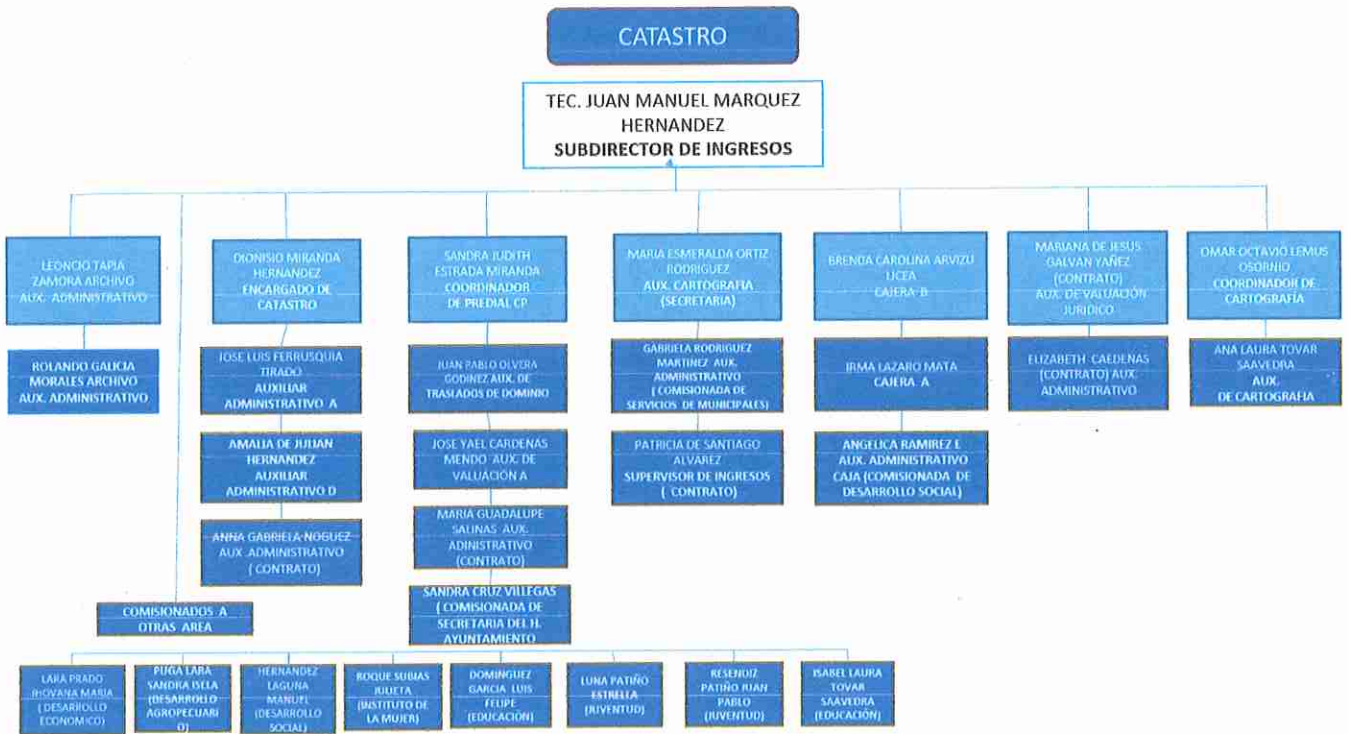 CATASTRO
TEC. JUAN MANUEL MARQUEZ
HERNANDEZ
SUBDIRECTOR DE INGRESOS
LEONCIO TAPIA
ZAMORA ARCHIVO
AUX. ADMINISTRATIVO
DIONISIO MIRANDA
HERNANDEZ
ENCARGADO DE
CATASTRO
SANDRA JUDITH
ESTRADA MIRANDA
COORDINADOR
DE PREDIAL CP
MARIA ESMERALDA ORTIZ
RODRIGUEZ
AUX. CARTOGRAFIA
(SECRETARIA)
BRENDA CAROLINA ARVIZU
LICEA
CAJERA B
MARIANA DE JESUS
GALVAN YAÑEZ
(CONTRATO)
AUX. DE VALUACIÓN
JURIDICO
OMAR OCTAVIO LEMUS
OSORNIO
COORDINADOR DE
CARTOGRAFÍA
ROLANDO GALICIA
MORALES ARCHIVO
AUX. ADMINISTRATIVO
JOSE LUIS FERRUSQUIA
TIRADO
AUXILIAR
ADMINISTRATIVO A
JUAN PABLO OLVERA
GODINEZ AUX. DE
TRASLADOS DE DOMINIO
GABRIELA RODRIGUEZ
MARTINEZ AUX.
ADMINISTRATIVO
( COMISIONADA DE
SERVICIOS DE MUNICIPALES)
IRMA LAZARO MATA
CAJERA A
ELIZABETH CAEDENAS
(CONTRATO) AUX.
ADMINISTRATIVO
ANA LAURA TOVAR
SAAVEDRA
AUX.
DE CARTOGRAFIA
AMALIA DE JULIAN
HERNANDEZ
AUXILIAR
ADMINISTRATIVO D
JOSE YAEL CARDENAS
MENDO AUX. DE
VALUACIÓN A
PATRICIA DE SANTIAGO
ALVAREZ
SUPERVISOR DE INGRESOS
( CONTRATO)
ANGELICA RAMIREZ L
AUX. ADMINISTRATIVO
CAJA (COMISIONADA DE
DESARROLLO SOCIAL)
ANNA GABRIELA NOGUEZ
AUX .ADMINISTRATIVO
( CONTRATO)
MARIA GUADALUPE
SALINAS AUX.
ADINISTRATIVO
(CONTRATO)
SANDRA CRUZ VILLEGAS
( COMISIONADA DE
SECRETARIA DEL H.
AYUNTAMIENTO
COMISIONADOS A
OTRAS AREA
LARA PRADO
MARIA
( DESARROLLO
ECONOMICO)
PUGA LARA
SANDRA ISELA
(DESARROLLO
AGROPECUARI
O)
HERNANDEZ
LAGUNA
MANUEL
(DESARROLLO
SOCIAL)
ROQUE SUBIAS
JULIETA
(INSTITUTO DE
LA MUJER)
DOMINGUEZ
GARCIA LUIS
FELIPE
(EDUCACIÓN)
LUNA PATIÑO
ESTRELLA
(JUVENTUD)
RESENDIZ
PATIÑO JUAN
PABLO
(JUVENTUD)
ISABEL LAURA
TOVAR
SAAVEDRA
(EDUCACIÓN)